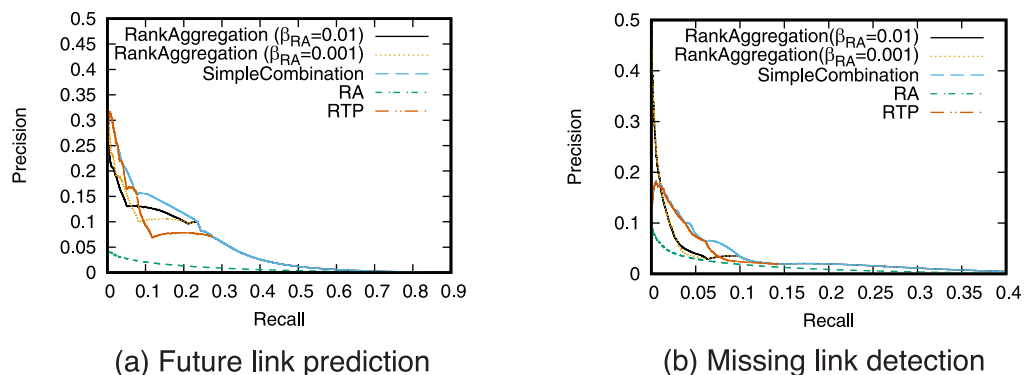 0.5
0.45
0.4
0.35
0.3
0.25
0.2
0.15
0.1
0.05
0
Precision
RankAggregation (βRA=0.01)
RankAggregation (βRA=0.001)
SimpleCombination
RA
RTP
0 0.1 0.2 0.3 0.4 0.5 0.6 0.7 0.8 0.9
Recall
(a) Future link prediction
0.5
0.4
0.3
0.2
0.1
0
Precision
RankAggregation(βRA=0.01)
RankAggregation(βRA=0.001)
SimpleCombination
RA
RTP
0 0.05 0.1 0.15 0.2 0.25 0.3 0.35 0.4
Recall
(b) Missing link detection